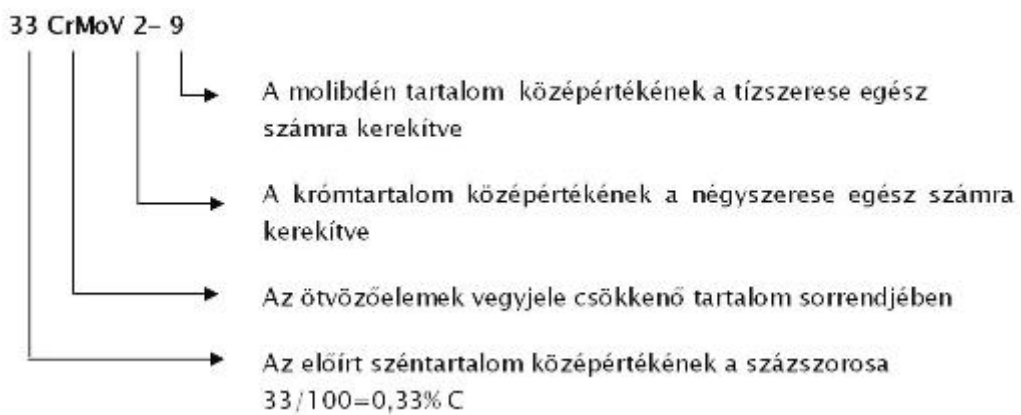 33 CrMoV 2– 9
A molibdén tartalom középértékének a tízszerese egész
számra kerekítve
A krómtartalom középértékének a négyszerese egész számra
kerekítve
Az ötvözőelemek vegyjele csökkenő tartalom sorrendjében
Az előírt széntartalom középértékének a százszorosa
33/100=0,33% C